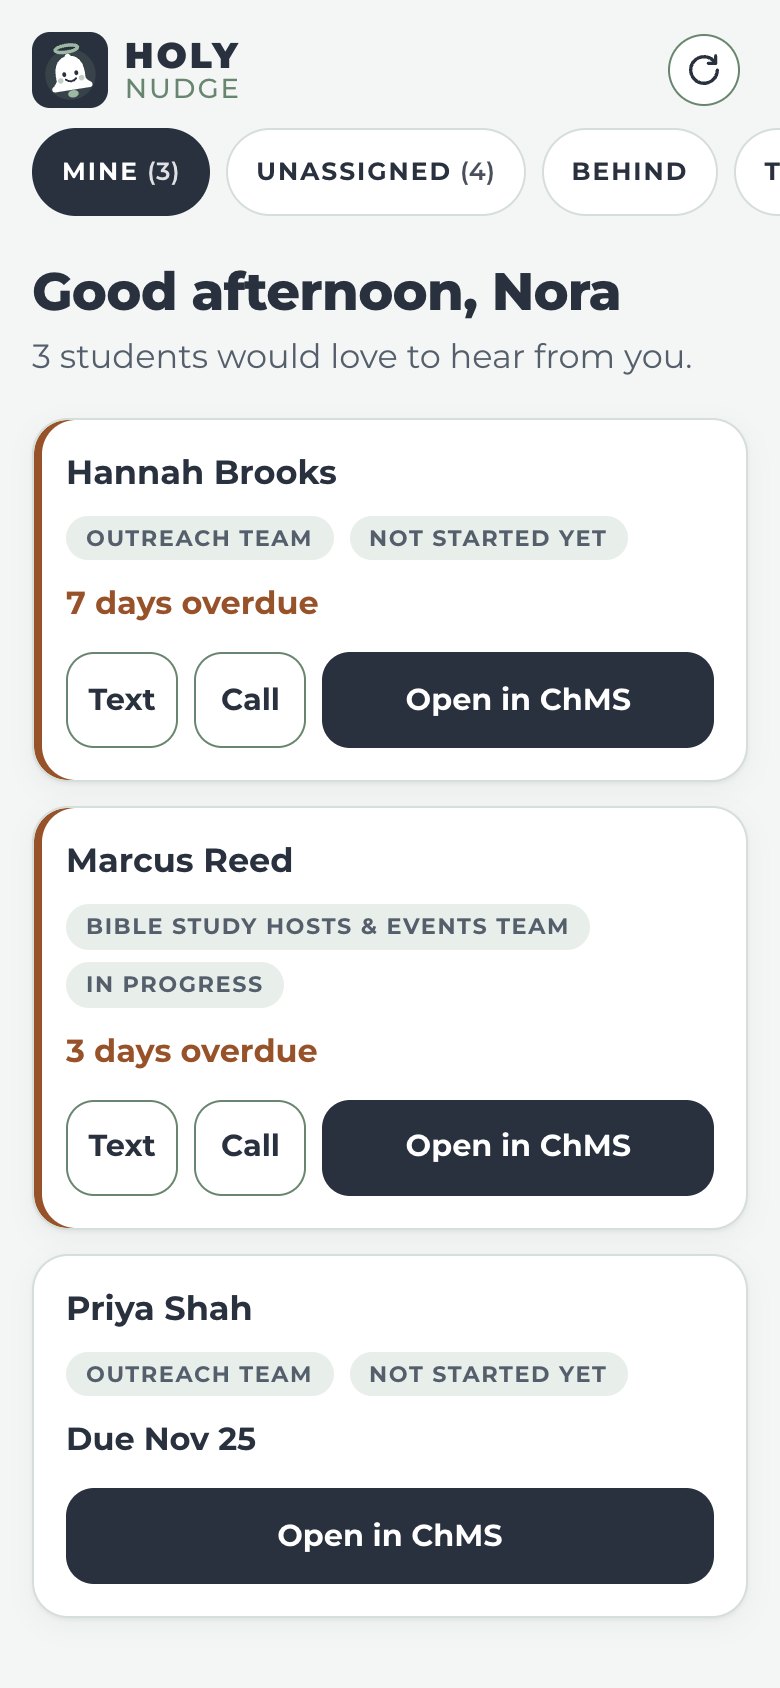 HOLY
NUDGE
MINE (3)
UNASSIGNED (4)
BEHIND
T
Good afternoon, Nora
3 students would love to hear from you.
Hannah Brooks
OUTREACH TEAM
NOT STARTED YET
7 days overdue
Text
Call
Open in ChMS
Marcus Reed
BIBLE STUDY HOSTS & EVENTS TEAM
IN PROGRESS
3 days overdue
Text
Call
Open in ChMS
Priya Shah
OUTREACH TEAM
NOT STARTED YET
Due Nov 25
Open in ChMS